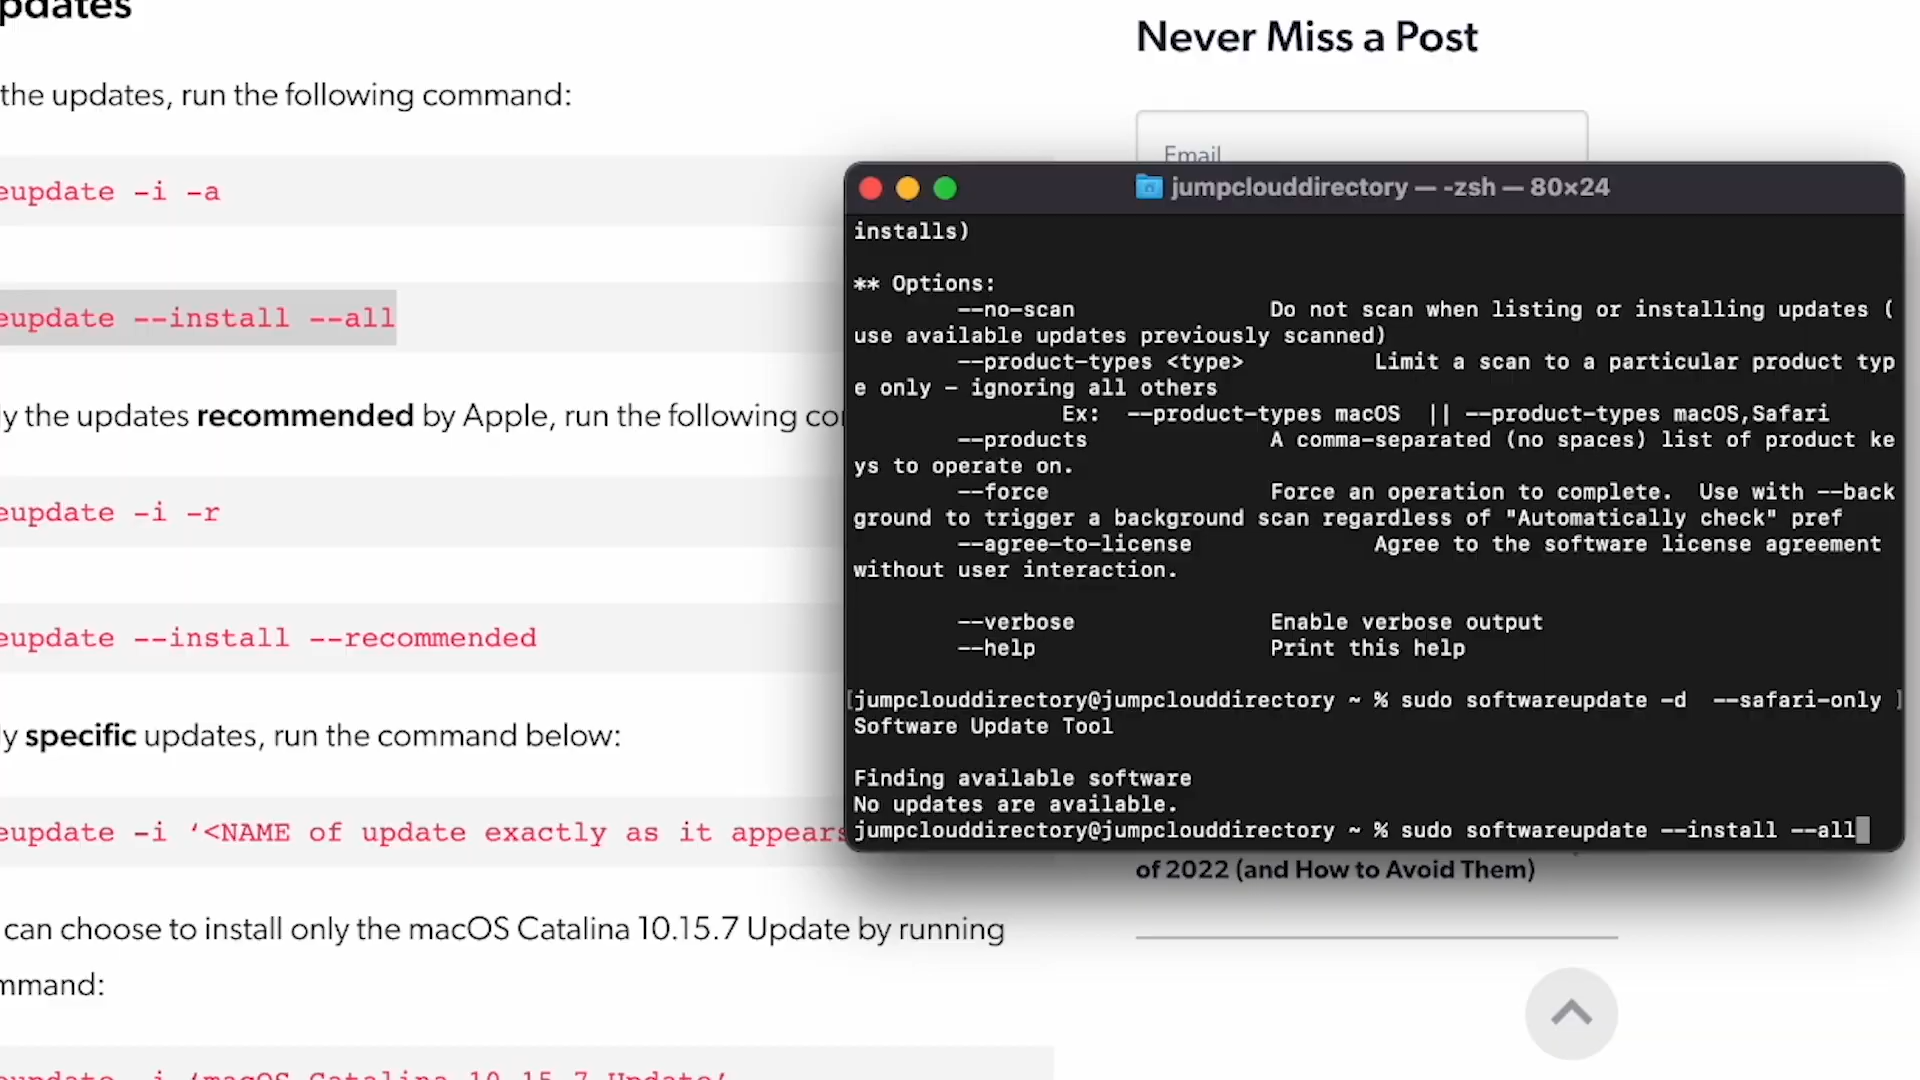 pdates
the updates, run the following command:
eupdate -i -a
eupdate --install --all
ly the updates recommended by Apple, run the following co
eupdate -i -r
eupdate --install --recommended
ly specific updates, run the command below:
eupdate -i ‘<NAME of update exactly as it appears
can choose to install only the macOS Catalina 10.15.7 Update by running
mmand:
eupdate -i ‘macOS Catalina 10.15.7 Update’
Never Miss a Post
Email
jumpclouddirectory — -zsh — 80×24
installs)
** Options:
--no-scan Do not scan when listing or installing updates (
use available updates previously scanned)
--product-types <type> Limit a scan to a particular product typ
e only - ignoring all others
Ex: --product-types macOS || --product-types macOS,Safari
--products A comma-separated (no spaces) list of product ke
ys to operate on.
--force Force an operation to complete. Use with --back
ground to trigger a background scan regardless of "Automatically check" pref
--agree-to-license Agree to the software license agreement
without user interaction.
--verbose Enable verbose output
--help Print this help
[jumpclouddirectory@jumpclouddirectory ~ % sudo softwareupdate -d --safari-only ]
Software Update Tool
Finding available software
No updates are available.
jumpclouddirectory@jumpclouddirectory ~ % sudo softwareupdate --install --all
of 2022 (and How to Avoid Them)